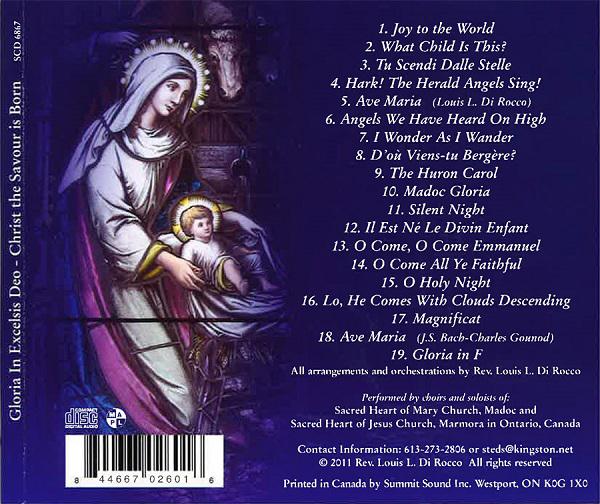 SCD 6867
Gloria In Excelsis Deo - Christ the Savour is Born
1. Joy to the World
2. What Child Is This?
3. Tu Scendi Dalle Stelle
4. Hark! The Herald Angels Sing!
5. Ave Maria (Louis L. Di Rocco)
6. Angels We Have Heard On High
7. I Wonder As I Wander
8. D'où Viens-tu Bergère?
9. The Huron Carol
10. Madoc Gloria
11. Silent Night
12. Il Est Né Le Divin Enfant
13. O Come, O Come Emmanuel
14. O Come All Ye Faithful
15. O Holy Night
16. Lo, He Comes With Clouds Descending
17. Magnificat
18. Ave Maria (J.S. Bach-Charles Gounod)
19. Gloria in F
All arrangements and orchestrations by Rev. Louis L. Di Rocco
Performed by choirs and soloists of:
Sacred Heart of Mary Church, Madoc and
Sacred Heart of Jesus Church, Marmora in Ontario, Canada
Contact Information: 613-273-2806 or steds@kingston.net
© 2011 Rev. Louis L. Di Rocco All rights reserved
Printed in Canada by Summit Sound Inc. Westport, ON K0G 1X0
COMPACT
disc
DIGITAL AUDIO
M A
P L
8 44667 02601 6